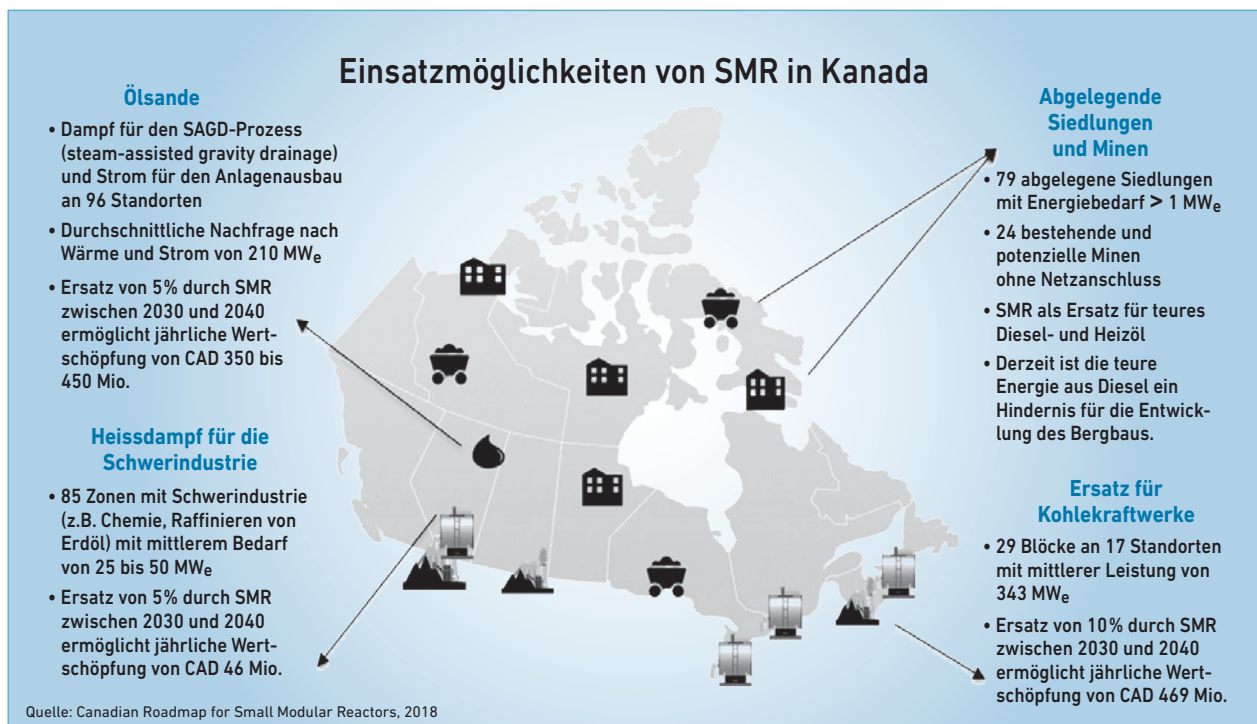 Einsatzmöglichkeiten von SMR in Kanada
Ölsande
• Dampf für den SAGD-Prozess
(steam-assisted gravity drainage)
und Strom für den Anlagenausbau
an 96 Standorten
• Durchschnittliche Nachfrage nach
Wärme und Strom von 210 MWe
• Ersatz von 5% durch SMR
zwischen 2030 und 2040
ermöglicht jährliche Wert-
schöpfung von CAD 350 bis
450 Mio.
Heissdampf für die
Schwerindustrie
• 85 Zonen mit Schwerindustrie
(z.B. Chemie, Raffinieren von
Erdöl) mit mittlerem Bedarf
von 25 bis 50 MWe
• Ersatz von 5% durch SMR
zwischen 2030 und 2040
ermöglicht jährliche Wert-
schöpfung von CAD 46 Mio.
Abgelegende
Siedlungen
und Minen
• 79 abgelegene Siedlungen
mit Energiebedarf > 1 MWe
• 24 bestehende und
potenzielle Minen
ohne Netzanschluss
• SMR als Ersatz für teures
Diesel- und Heizöl
• Derzeit ist die teure
Energie aus Diesel ein
Hindernis für die Entwick-
lung des Bergbaus.
Ersatz für
Kohlekraftwerke
• 29 Blöcke an 17 Standorten
mit mittlerer Leistung von
343 MWe
• Ersatz von 10% durch SMR
zwischen 2030 und 2040
ermöglicht jährliche Wert-
schöpfung von CAD 469 Mio.
Quelle: Canadian Roadmap for Small Modular Reactors, 2018